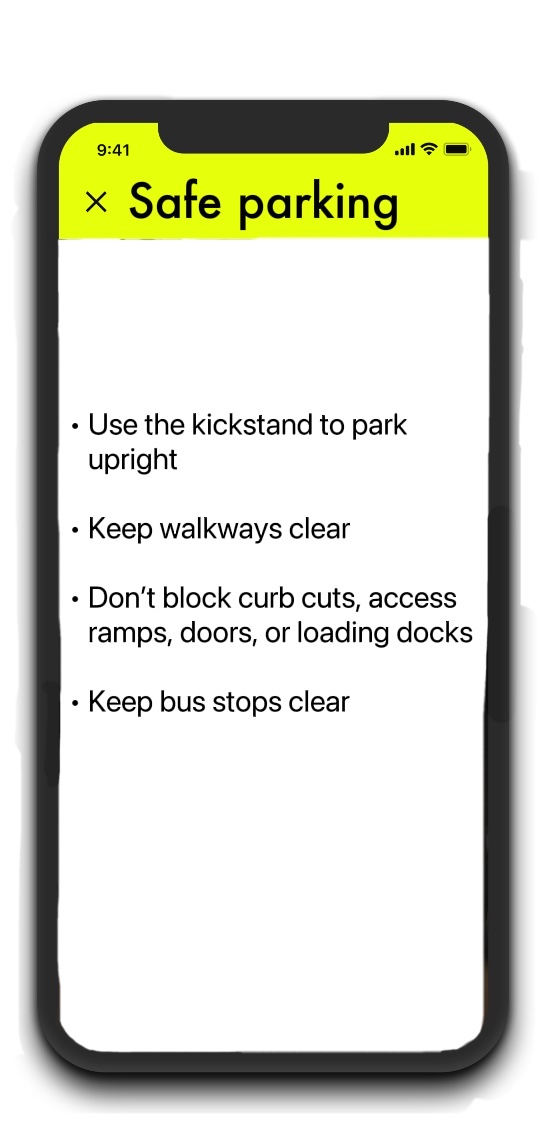 9:41
× Safe parking
• Use the kickstand to park
upright
• Keep walkways clear
• Don’t block curb cuts, access
ramps, doors, or loading docks
• Keep bus stops clear